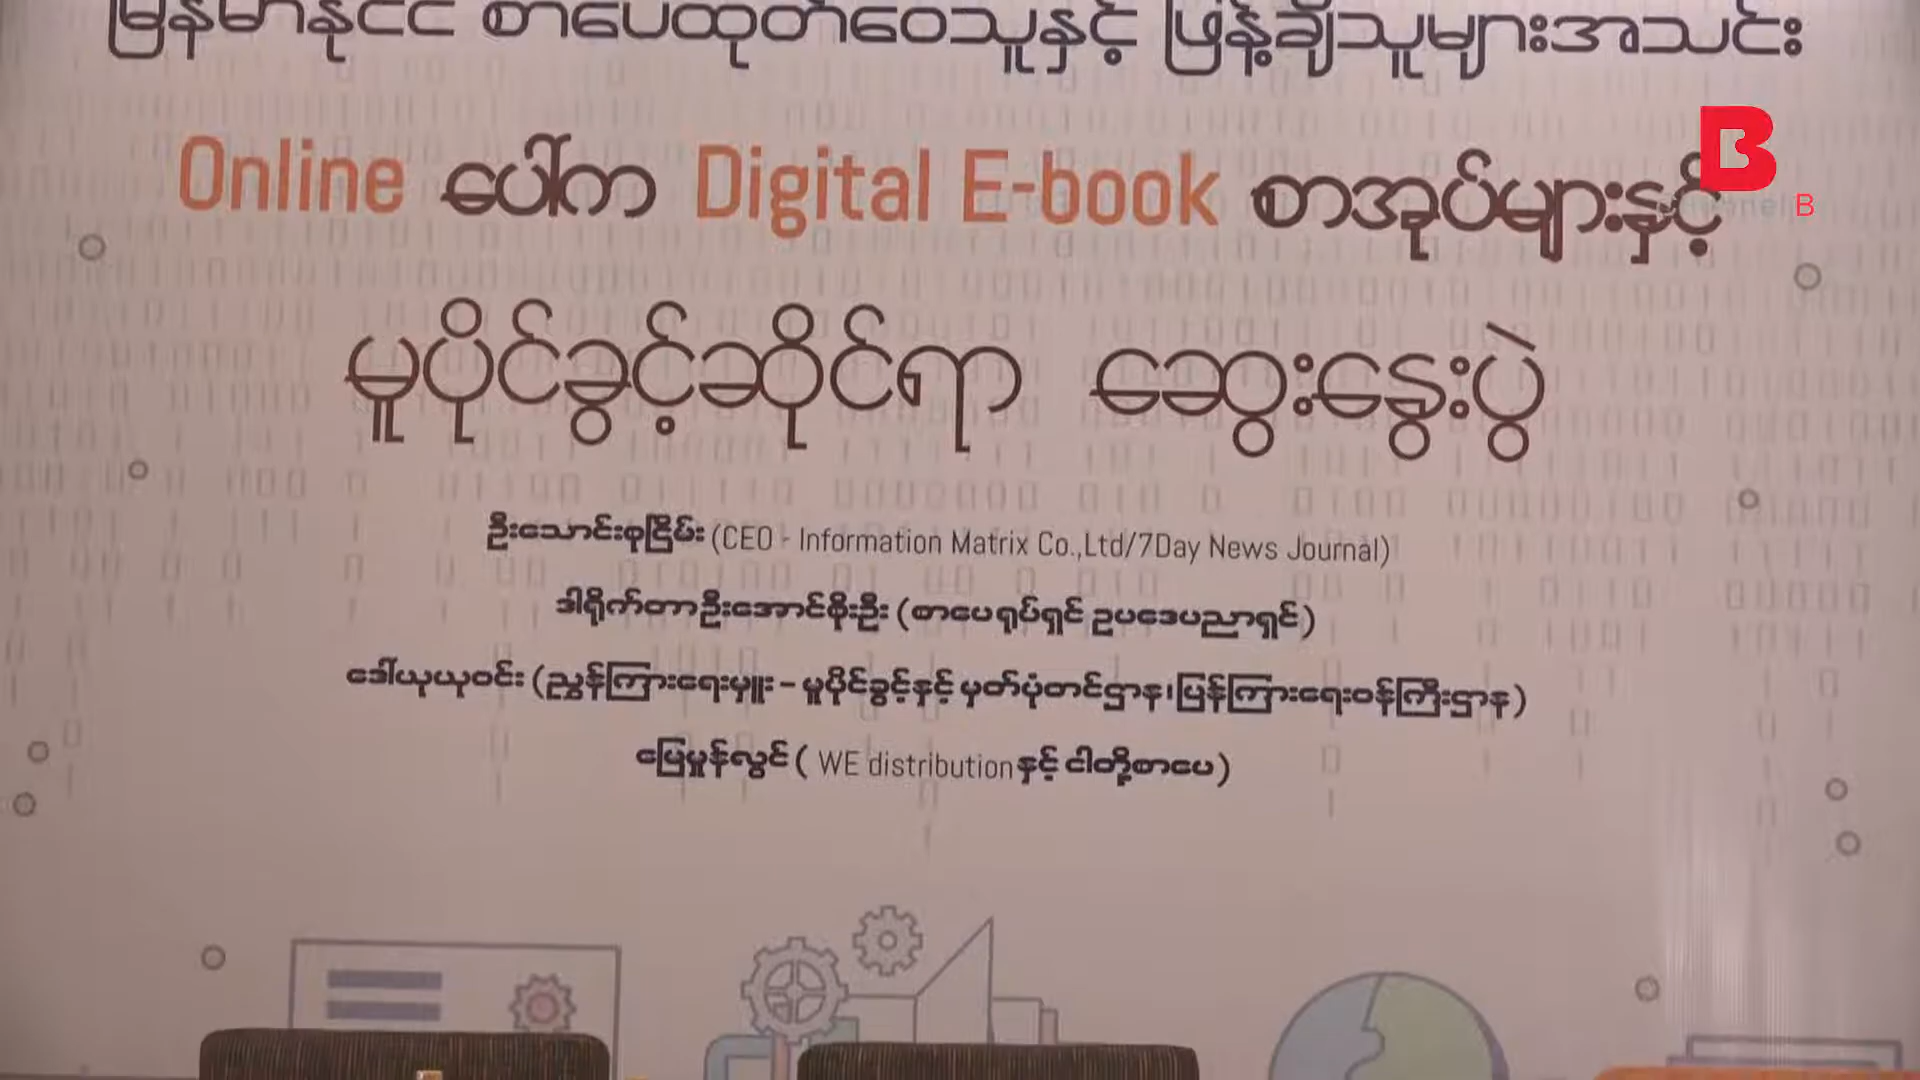 မြန်မာနိုင်ငံ စာပေထုတ်ဝေသူနှင့် ဖြန့်ချိသူများအသင်း
Online ပေါ်က Digital E-book စာအုပ်များနှင့်
မူပိုင်ခွင့်ဆိုင်ရာ ဆွေးနွေးပွဲ
ဦးသောင်းစုငြိမ်း (CEO - Information Matrix Co.,Ltd/7Day News Journal)
ဒါရိုက်တာဦးအောင်စိုးဦး (စာပေရုပ်ရှင် ဥပဒေပညာရှင်)
ဒေါ်ယုယုဝင်း (ညွှန်ကြားရေးမှူး - မူပိုင်ခွင့်နှင့် မှတ်ပုံတင်ဌာန၊ပြန်ကြားရေးဝန်ကြီးဌာန)
မြေမှုန်လွင် ( WE distribution နှင့် ငါတို့စာပေ)
B